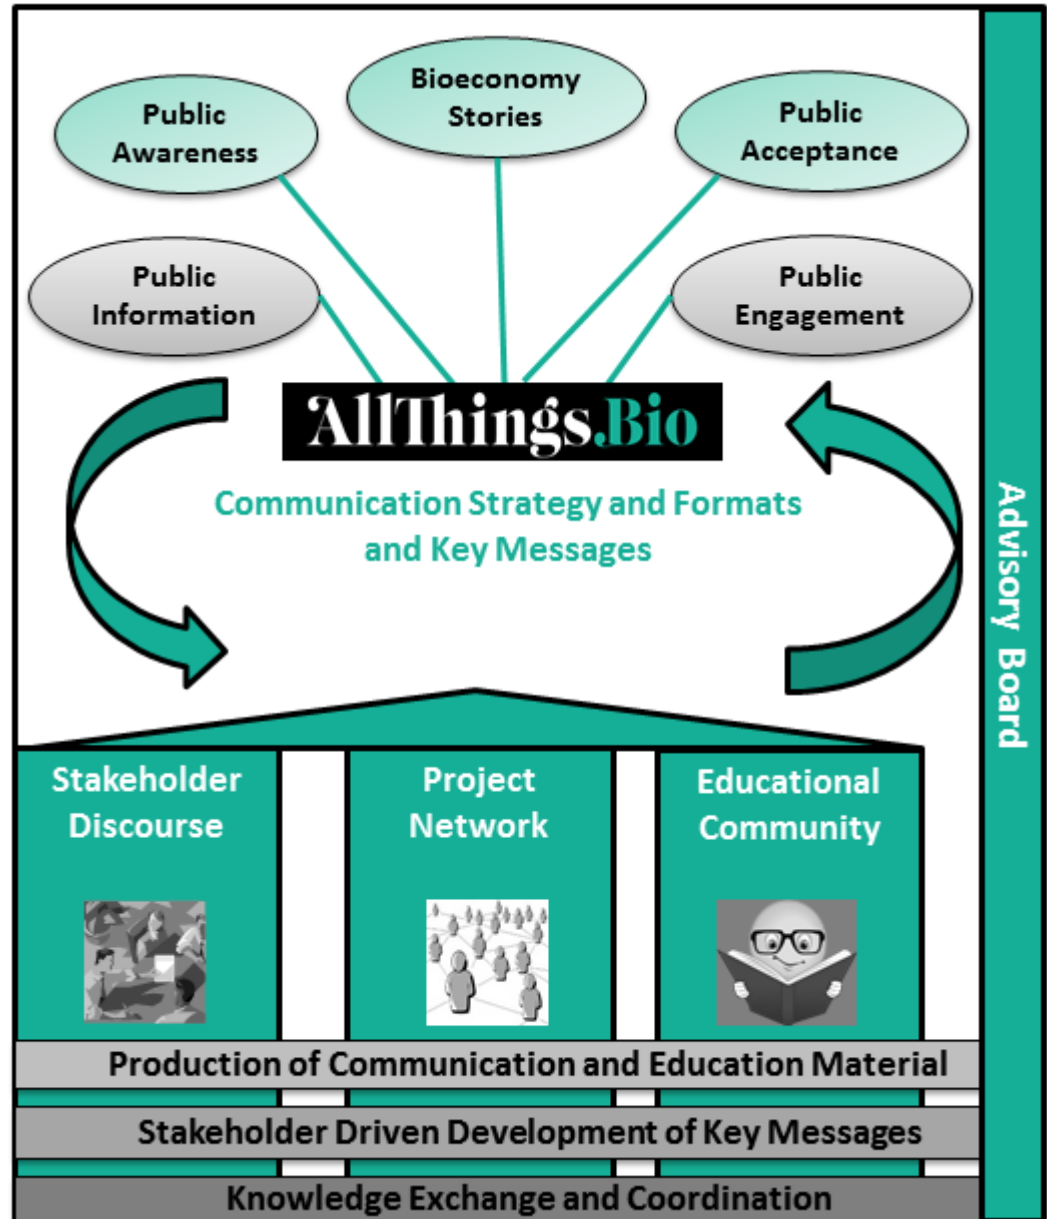 Bioeconomy
Stories
Public
Awareness
Public
Acceptance
Public
Information
Public
Engagement
AllThings.Bio
Communication Strategy and Formats
and Key Messages
Advisory Board
Stakeholder
Discourse
Project
Network
Educational
Community
Production of Communication and Education Material
Stakeholder Driven Development of Key Messages
Knowledge Exchange and Coordination